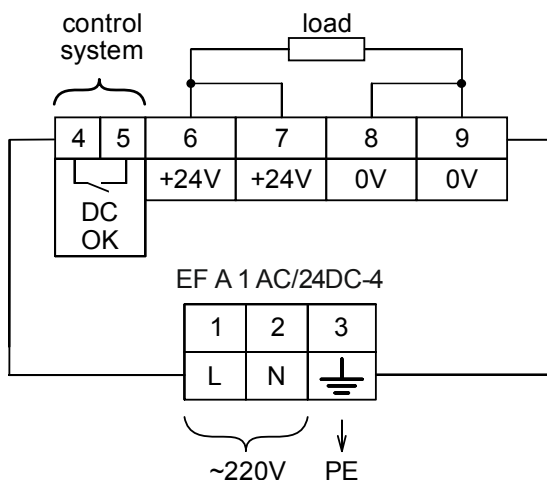 control load
system
4 5 6 7 8 9
+24V +24V 0V 0V
DC
OK
EF A 1 AC/24DC-4
1 2 3
L N
~220V PE